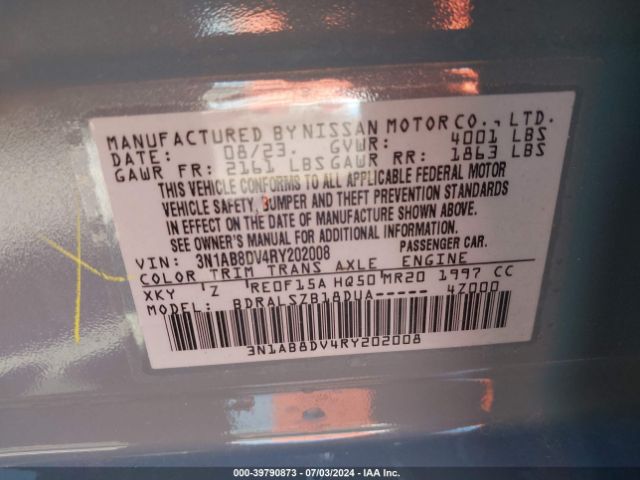 MANUFACTURED BY NISSAN MOTOR CO., LTD.
DATE: 08/23. GVWR: 4001 LBS
GAWR FR: 2161 LBS GAWR RR: 1863 LBS
THIS VEHICLE CONFORMS TO ALL APPLICABLE FEDERAL MOTOR
VEHICLE SAFETY, BUMPER AND THEFT PREVENTION STANDARDS
IN EFFECT ON THE DATE OF MANUFACTURE SHOWN ABOVE.
SEE OWNER'S MANUAL FOR ADDITIONAL INFORMATION.
VIN: 3N1AB8DV4RY202008 PASSENGER CAR.
COLOR TRIM TRANS AXLE ENGINE
XKY Z RE0F15A HQ50 MR20 1997 CC
MODEL: BDRALSZB18DUA----- 4Z000
3N1AB8DV4RY202008
000-39790873 - 07/03/2024 - IAA Inc.